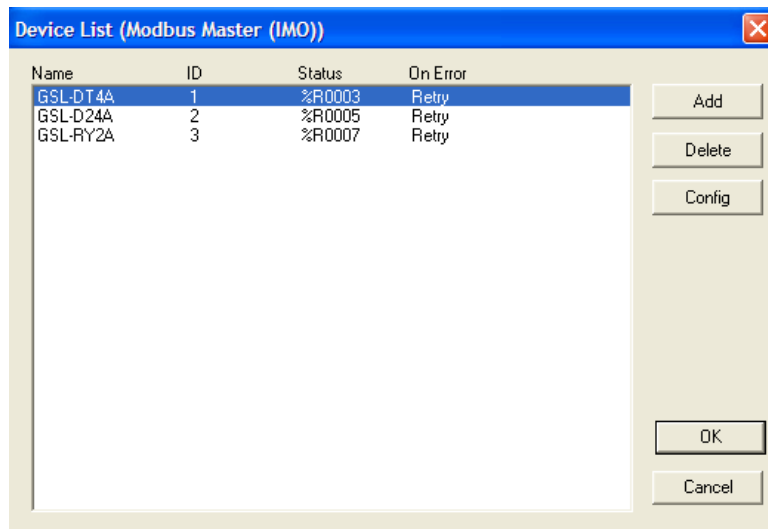 Device List (Modbus Master (IMO))
Name ID Status On Error
GSL-DT4A 1 %R0003 Retry
GSL-D24A 2 %R0005 Retry
GSL-RY2A 3 %R0007 Retry
Add
Delete
Config
OK
Cancel